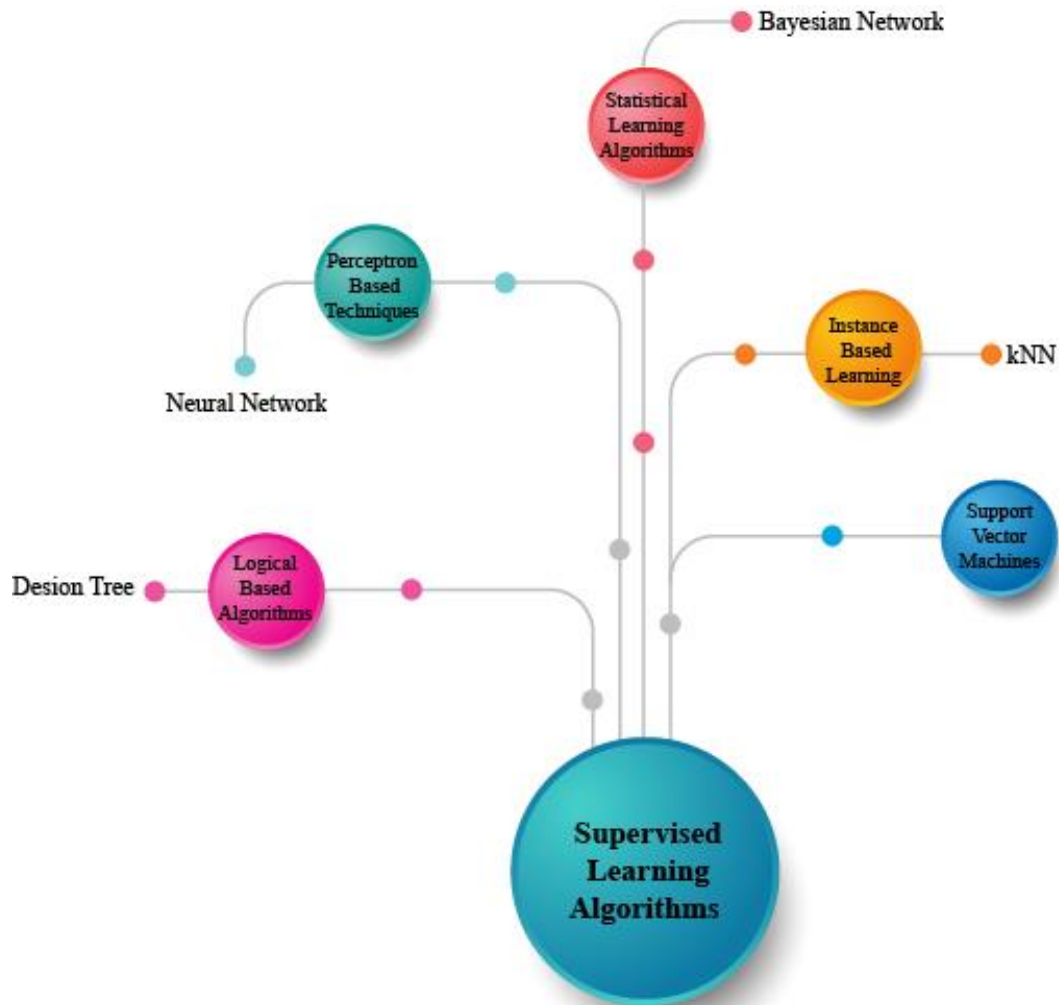 Bayesian Network
Statistical
Learning
Algorithms
Perceptron
Based
Techniques
Neural Network
Instance
Based
Learning
kNN
Support
Vector
Machines
Logical
Based
Algorithms
Desion Tree
Supervised
Learning
Algorithms